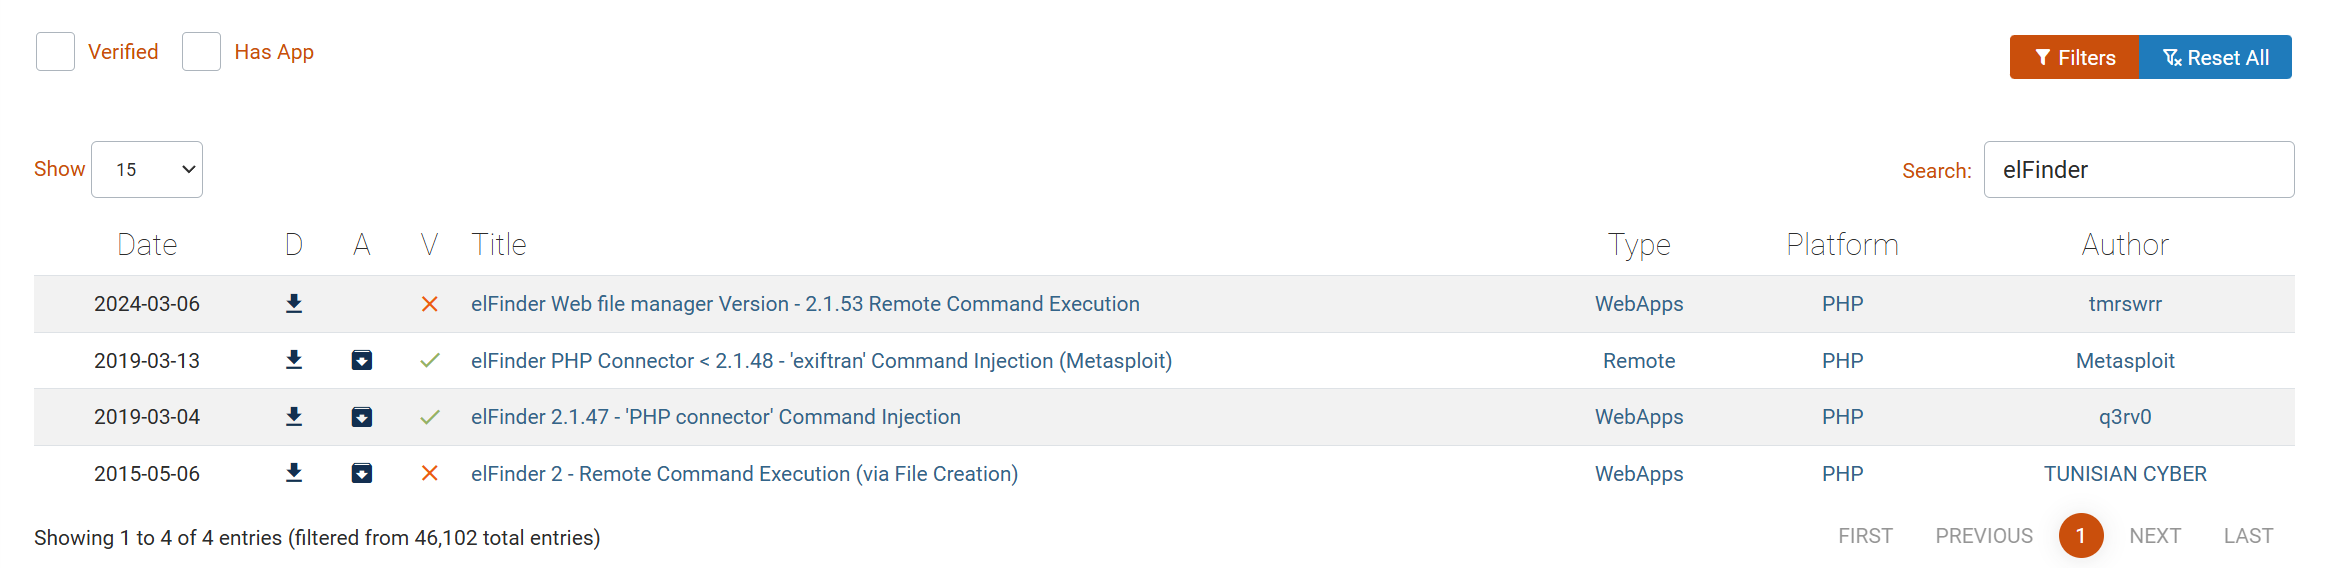 Verified Has App Filters Reset All
Show 15 Search: elFinder
Date D A V Title Type Platform Author
2024-03-06 elFinder Web file manager Version - 2.1.53 Remote Command Execution WebApps PHP tmrswrr
2019-03-13 elFinder PHP Connector < 2.1.48 - 'exiftran' Command Injection (Metasploit) Remote PHP Metasploit
2019-03-04 elFinder 2.1.47 - 'PHP connector' Command Injection WebApps PHP q3rv0
2015-05-06 elFinder 2 - Remote Command Execution (via File Creation) WebApps PHP TUNISIAN CYBER
Showing 1 to 4 of 4 entries (filtered from 46,102 total entries) FIRST PREVIOUS 1 NEXT LAST